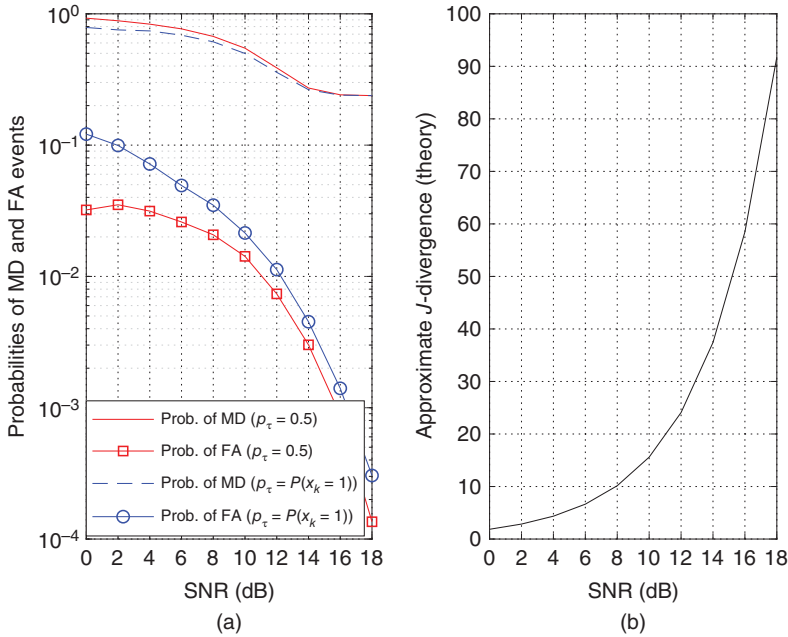 Probabilities of MD and FA events
10⁰
10⁻¹
10⁻²
10⁻³
10⁻⁴
Prob. of MD (pτ = 0.5)
Prob. of FA (pτ = 0.5)
Prob. of MD (pτ = P(xk = 1))
Prob. of FA (pτ = P(xk = 1))
0 2 4 6 8 10 12 14 16 18
SNR (dB)
(a)
Approximate J-divergence (theory)
100
90
80
70
60
50
40
30
20
10
0
0 2 4 6 8 10 12 14 16 18
SNR (dB)
(b)